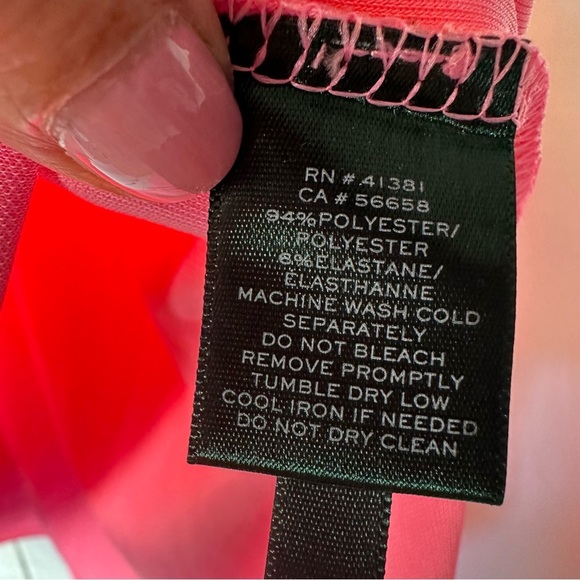 RN # 41381
CA # 56658
94% POLYESTER/
POLYESTER
6% ELASTANE/
ELASTHANNE
MACHINE WASH COLD
SEPARATELY
DO NOT BLEACH
REMOVE PROMPTLY
TUMBLE DRY LOW
COOL IRON IF NEEDED
DO NOT DRY CLEAN